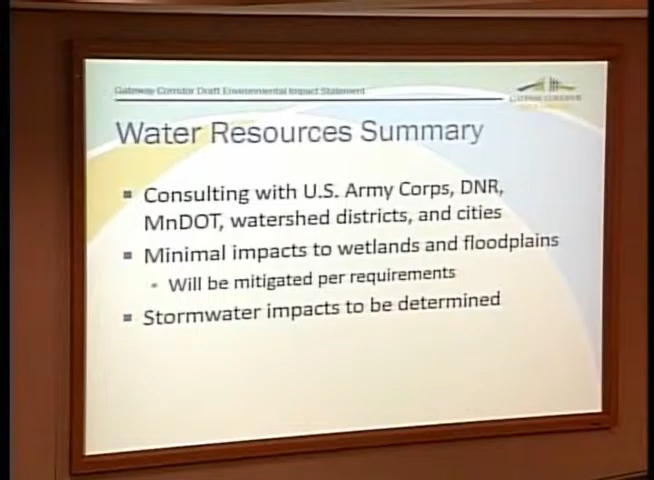 Gateway Corridor Draft Environmental Impact Statement
Water Resources Summary
Consulting with U.S. Army Corps, DNR,
MnDOT, watershed districts, and cities
Minimal impacts to wetlands and floodplains
Will be mitigated per requirements
Stormwater impacts to be determined